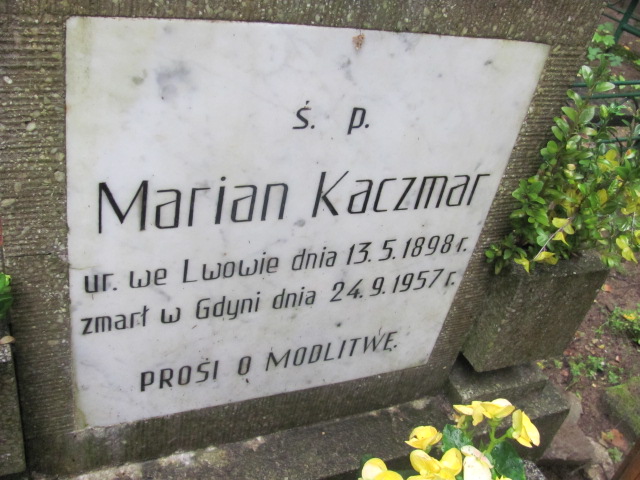 ś. p.
Marian Kaczmar
ur. we Lwowie dnia 13.5.1898 r.
zmarł w Gdyni dnia 24.9.1957 r.
PROSI O MODLITWĘ.